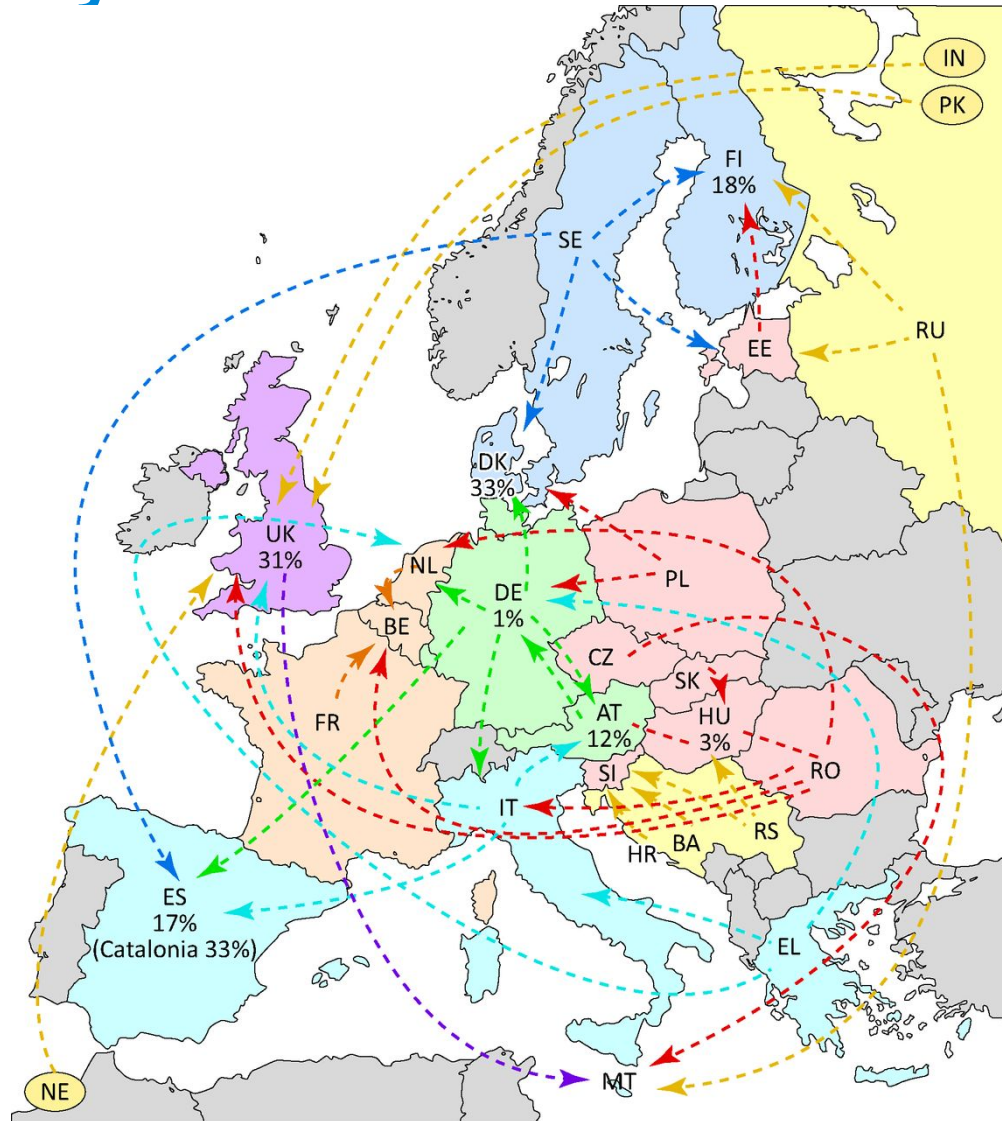 IN
PK
FI
18%
SE
RU
EE
DK
33%
UK
31%
NL
DE
1%
PL
BE
CZ
SK
FR
AT
12%
HU
3%
SI
RO
IT
RS
BA
HR
ES
17%
(Catalonia 33%)
EL
MT
NE